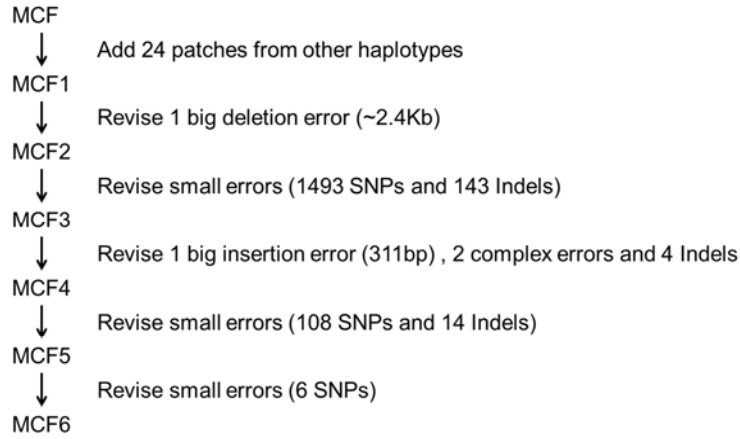 MCF
Add 24 patches from other haplotypes
MCF1
Revise 1 big deletion error (~2.4Kb)
MCF2
Revise small errors (1493 SNPs and 143 Indels)
MCF3
Revise 1 big insertion error (311bp) , 2 complex errors and 4 Indels
MCF4
Revise small errors (108 SNPs and 14 Indels)
MCF5
Revise small errors (6 SNPs)
MCF6